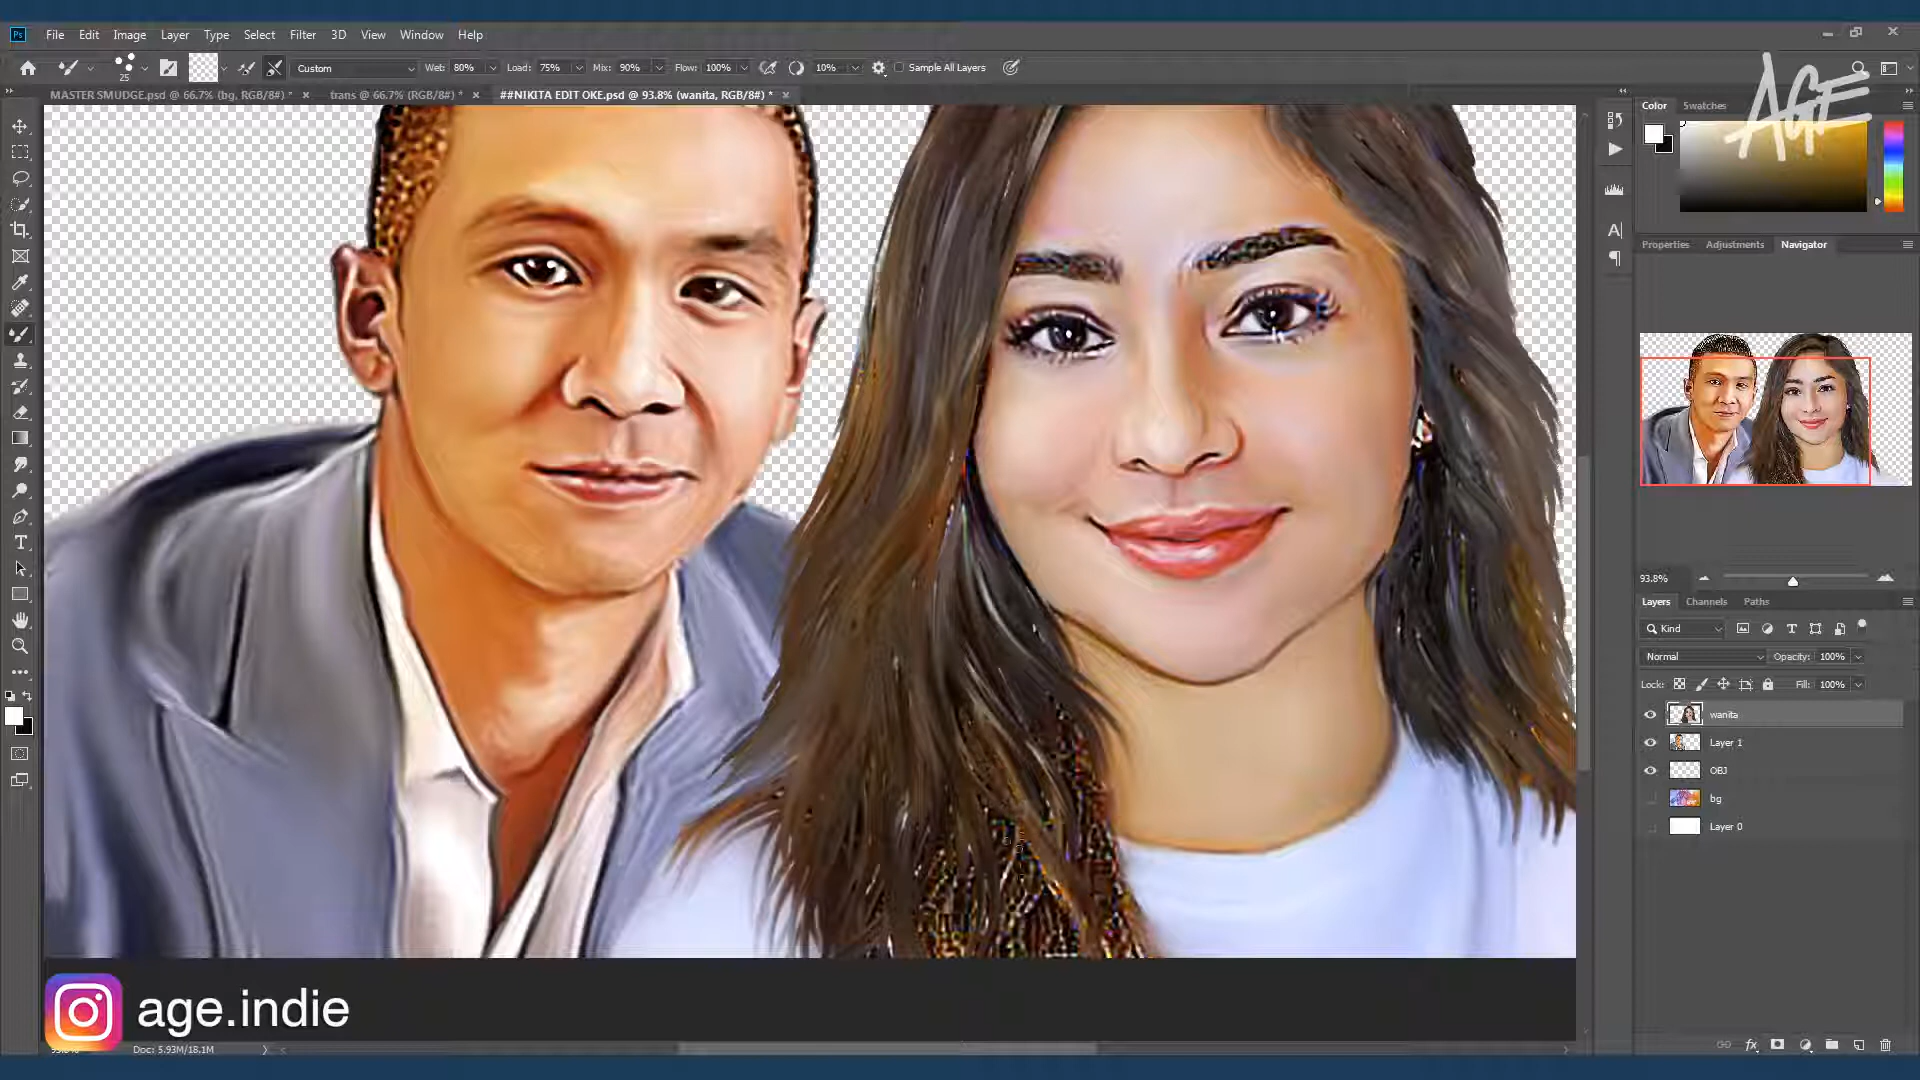 Ps File Edit Image Layer Type Select Filter 3D View Window Help
25 Custom Wet: 80% Load: 75% Mix: 90% Flow: 100% 10% Sample All Layers
MASTER SMUDGE.psd @ 66.7% (bg, RGB/8#) * × trans @ 66.7% (RGB/8#) * × ##NIKITA EDIT OKE.psd @ 93.8% (wanita, RGB/8#) * ×
Color Swatches
AGE
Properties Adjustments Navigator
93.8%
Layers Channels Paths
Kind
Normal Opacity: 100%
Lock: Fill: 100%
wanita
Layer 1
OBJ
bg
Layer 0
age.indie
Doc: 5.93M/18.1M